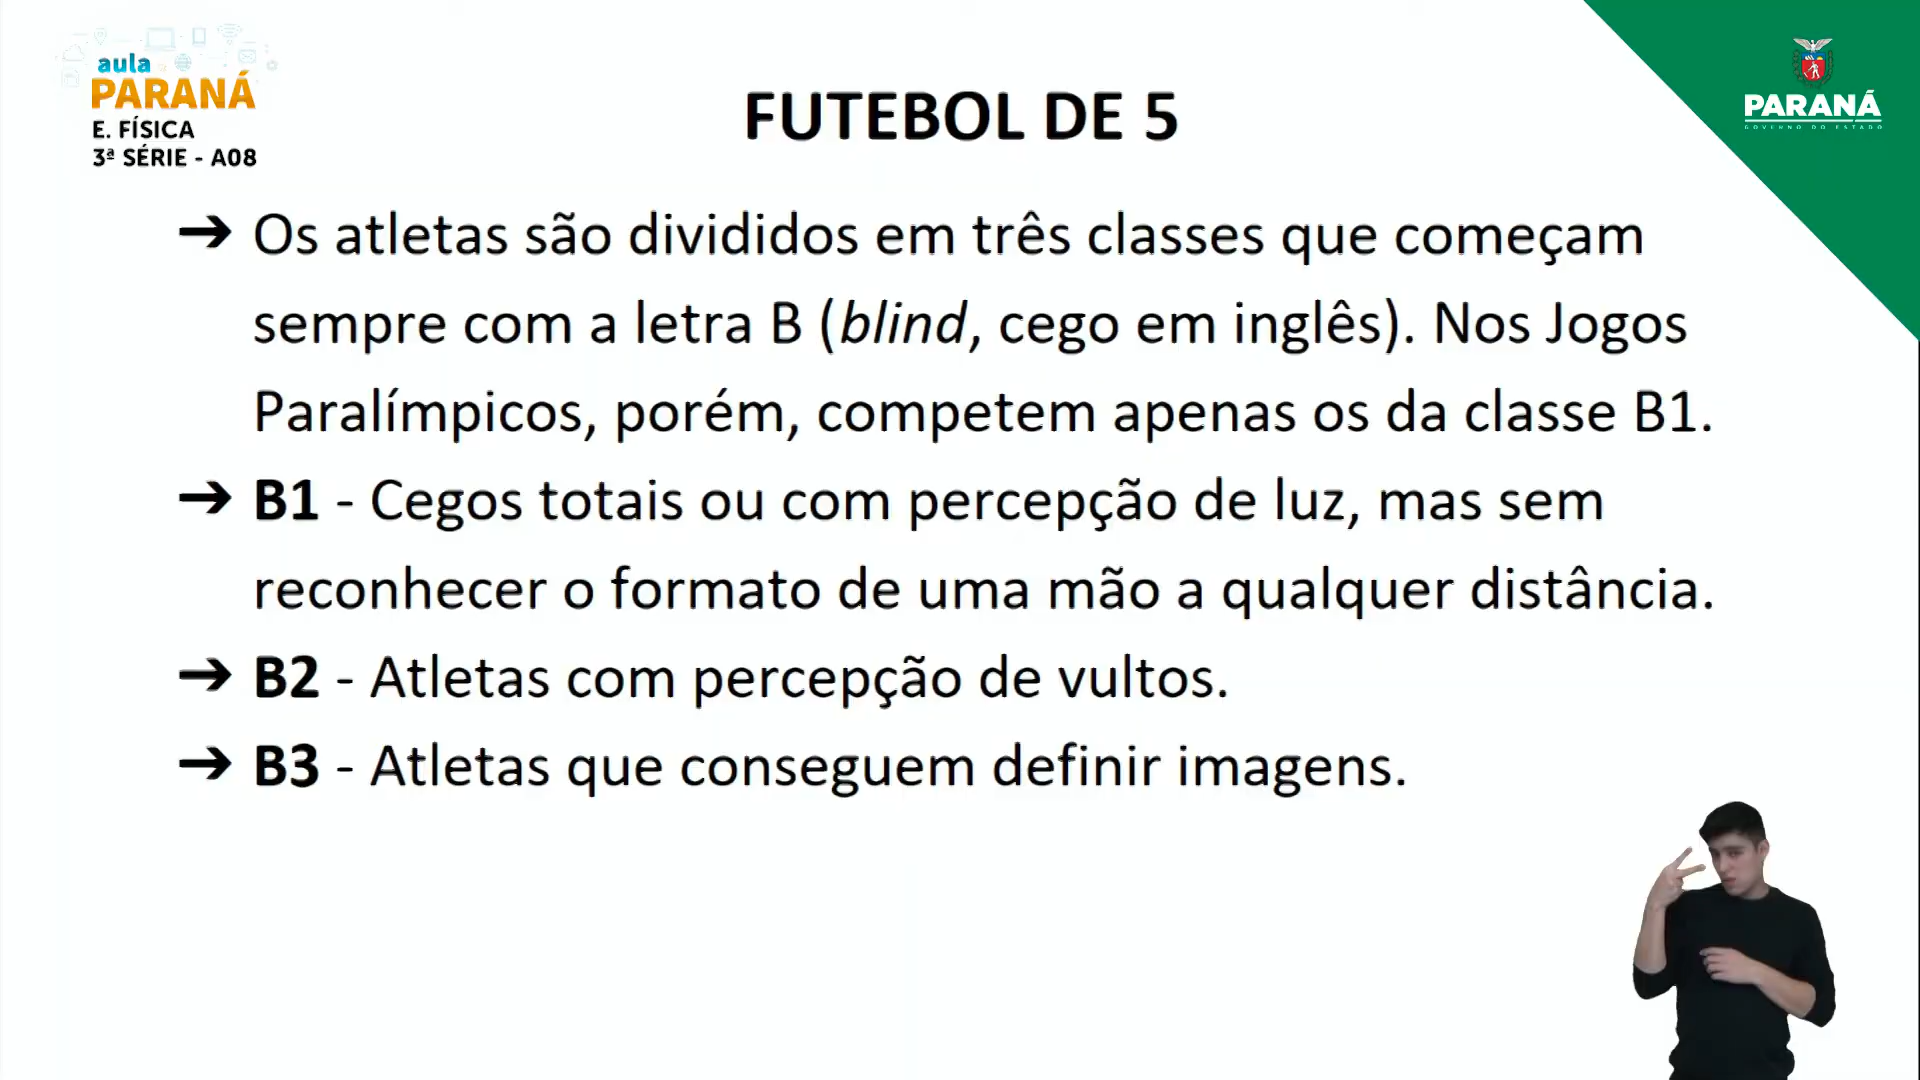 aula
PARANÁ
E. FÍSICA
3ª SÉRIE - A08
PARANÁ
GOVERNO DO ESTADO
FUTEBOL DE 5
➔ Os atletas são divididos em três classes que começam
sempre com a letra B (blind, cego em inglês). Nos Jogos
Paralímpicos, porém, competem apenas os da classe B1.
➔ B1 - Cegos totais ou com percepção de luz, mas sem
reconhecer o formato de uma mão a qualquer distância.
➔ B2 - Atletas com percepção de vultos.
➔ B3 - Atletas que conseguem definir imagens.